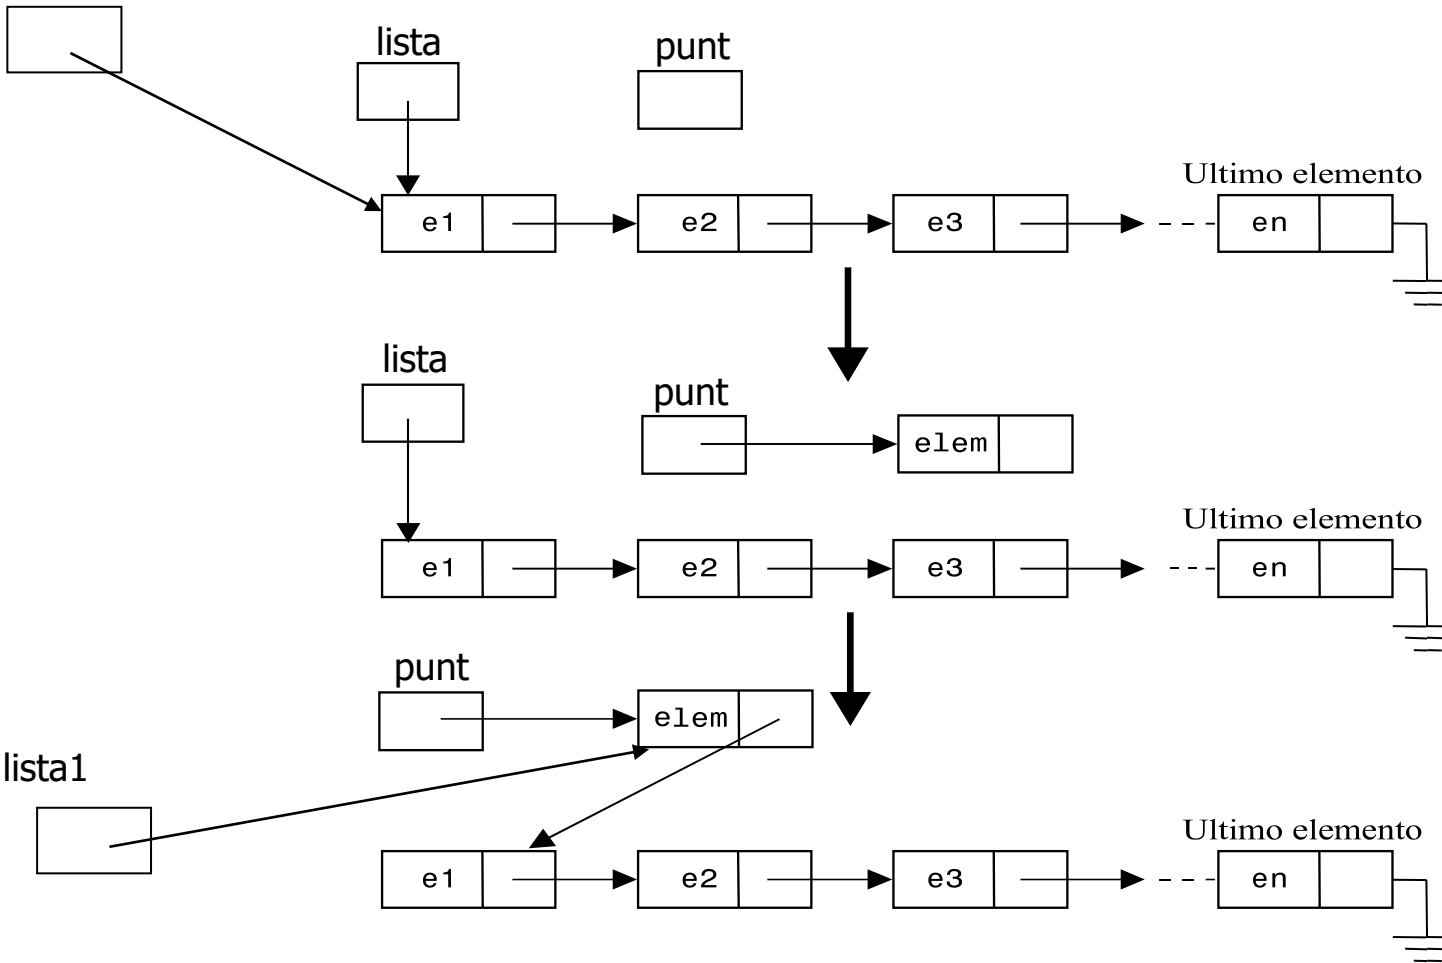 lista
punt
Ultimo elemento
e1
e2
e3
en
lista
punt
elem
Ultimo elemento
e1
e2
e3
en
punt
elem
lista1
Ultimo elemento
e1
e2
e3
en